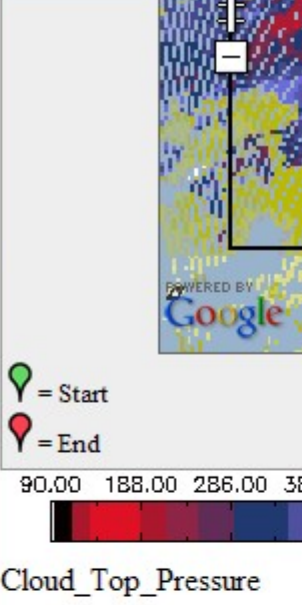 POWERED BY
Google
= Start
= End
90.00 188.00 286.00
Cloud_Top_Pressure